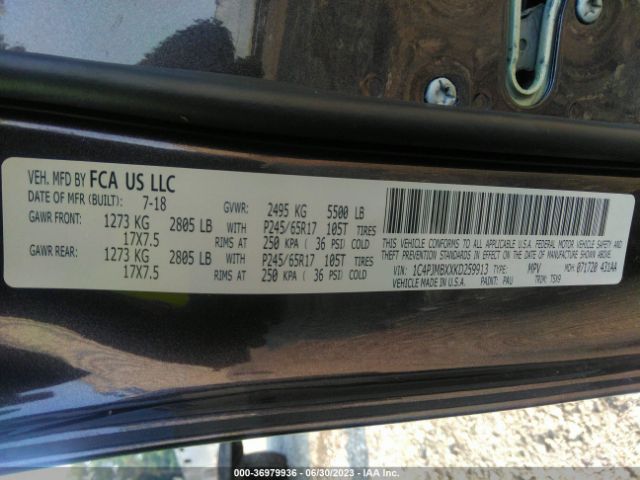 VEH. MFD BY FCA US LLC
DATE OF MFR (BUILT): 7-18 GVWR: 2495 KG 5500 LB
GAWR FRONT: 1273 KG 2805 LB WITH P245/65R17 105T TIRES
17X7.5 RIMS AT 250 KPA ( 36 PSI) COLD
GAWR REAR: 1273 KG 2805 LB WITH P245/65R17 105T TIRES
17X7.5 RIMS AT 250 KPA ( 36 PSI) COLD
THIS VEHICLE CONFORMS TO ALL APPLICABLE U.S.A. FEDERAL MOTOR VEHICLE SAFETY, BUMPER, AND
THEFT PREVENTION STANDARDS IN EFFECT ON THE DATE OF MANUFACTURE SHOWN ABOVE.
VIN: 1C4PJMBXXKD259913 TYPE: MPV MDH: 071720 431AA
VEHICLE MADE IN U.S.A. PAINT: PAU TRIM: TSX9
000-36979936 - 06/30/2023 - IAA Inc.